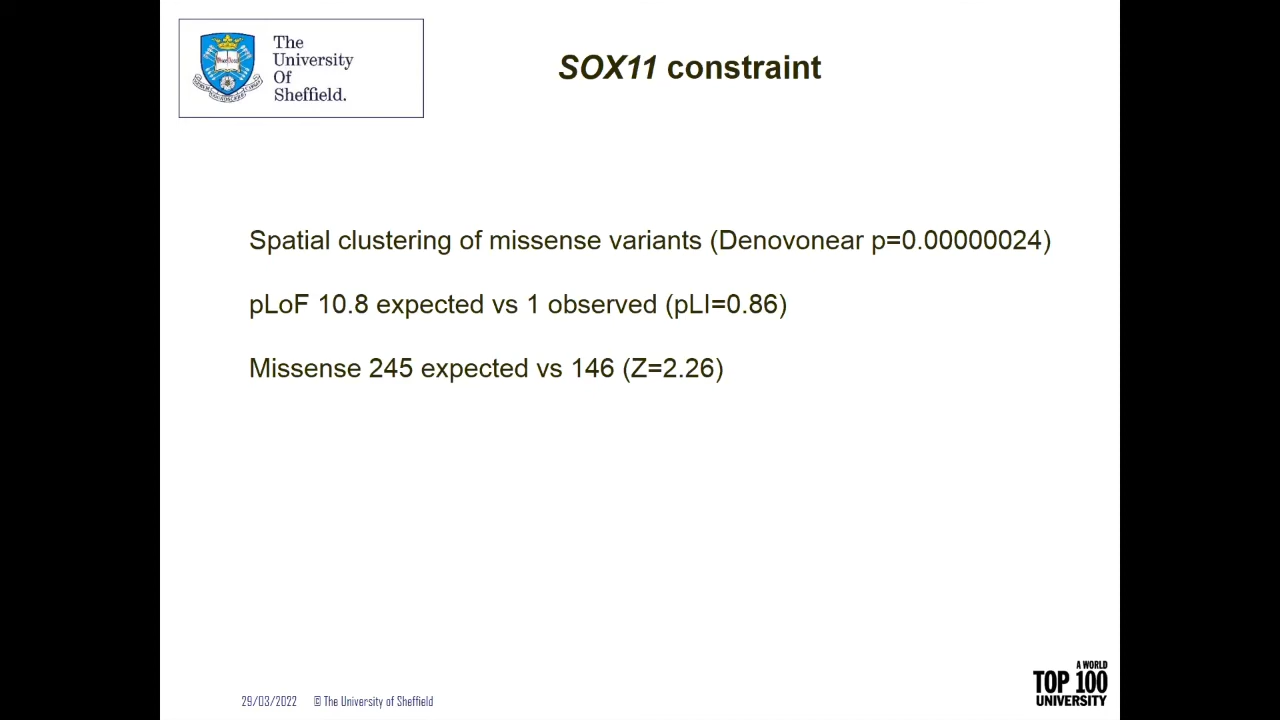 The
University
Of
Sheffield.
SOX11 constraint
Spatial clustering of missense variants (Denovonear p=0.00000024)
pLoF 10.8 expected vs 1 observed (pLI=0.86)
Missense 245 expected vs 146 (Z=2.26)
29/03/2022 © The University of Sheffield
A WORLD
TOP 100
UNIVERSITY